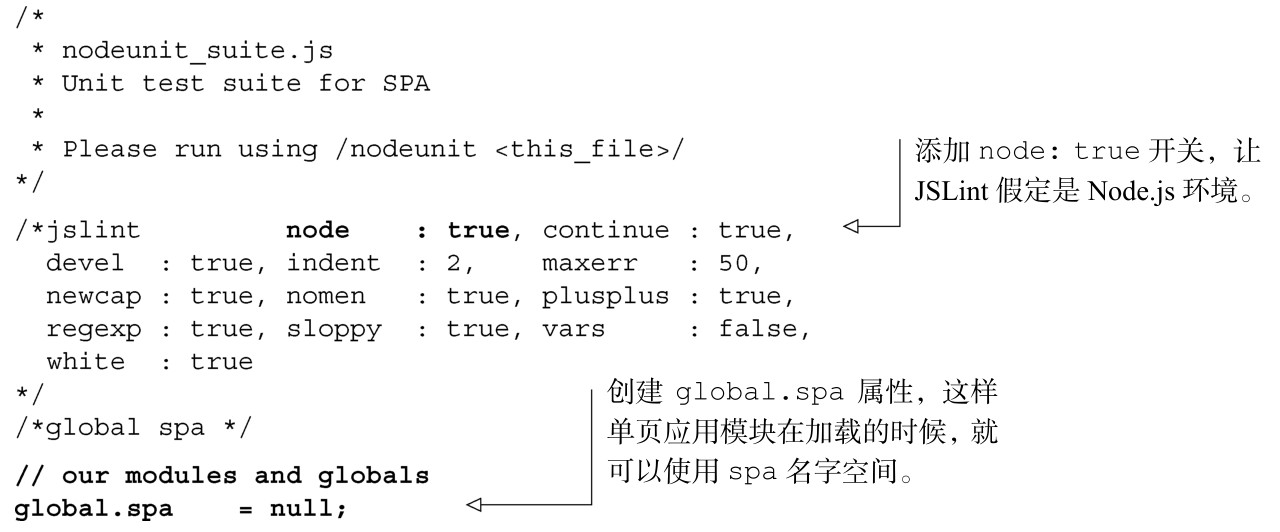 /*
 * nodeunit_suite.js
 * Unit test suite for SPA
 *
 * Please run using /nodeunit <this_file>/
*/
添加 node: true 开关，让
JSLint 假定是 Node.js 环境。
/*jslint         node    : true, continue : true,
  devel  : true, indent  : 2,    maxerr   : 50,
  newcap : true, nomen   : true, plusplus : true,
  regexp : true, sloppy  : true, vars     : false,
  white  : true
*/
/*global spa */
创建 global.spa 属性，这样
单页应用模块在加载的时候，就
可以使用 spa 名字空间。
// our modules and globals
global.spa    = null;